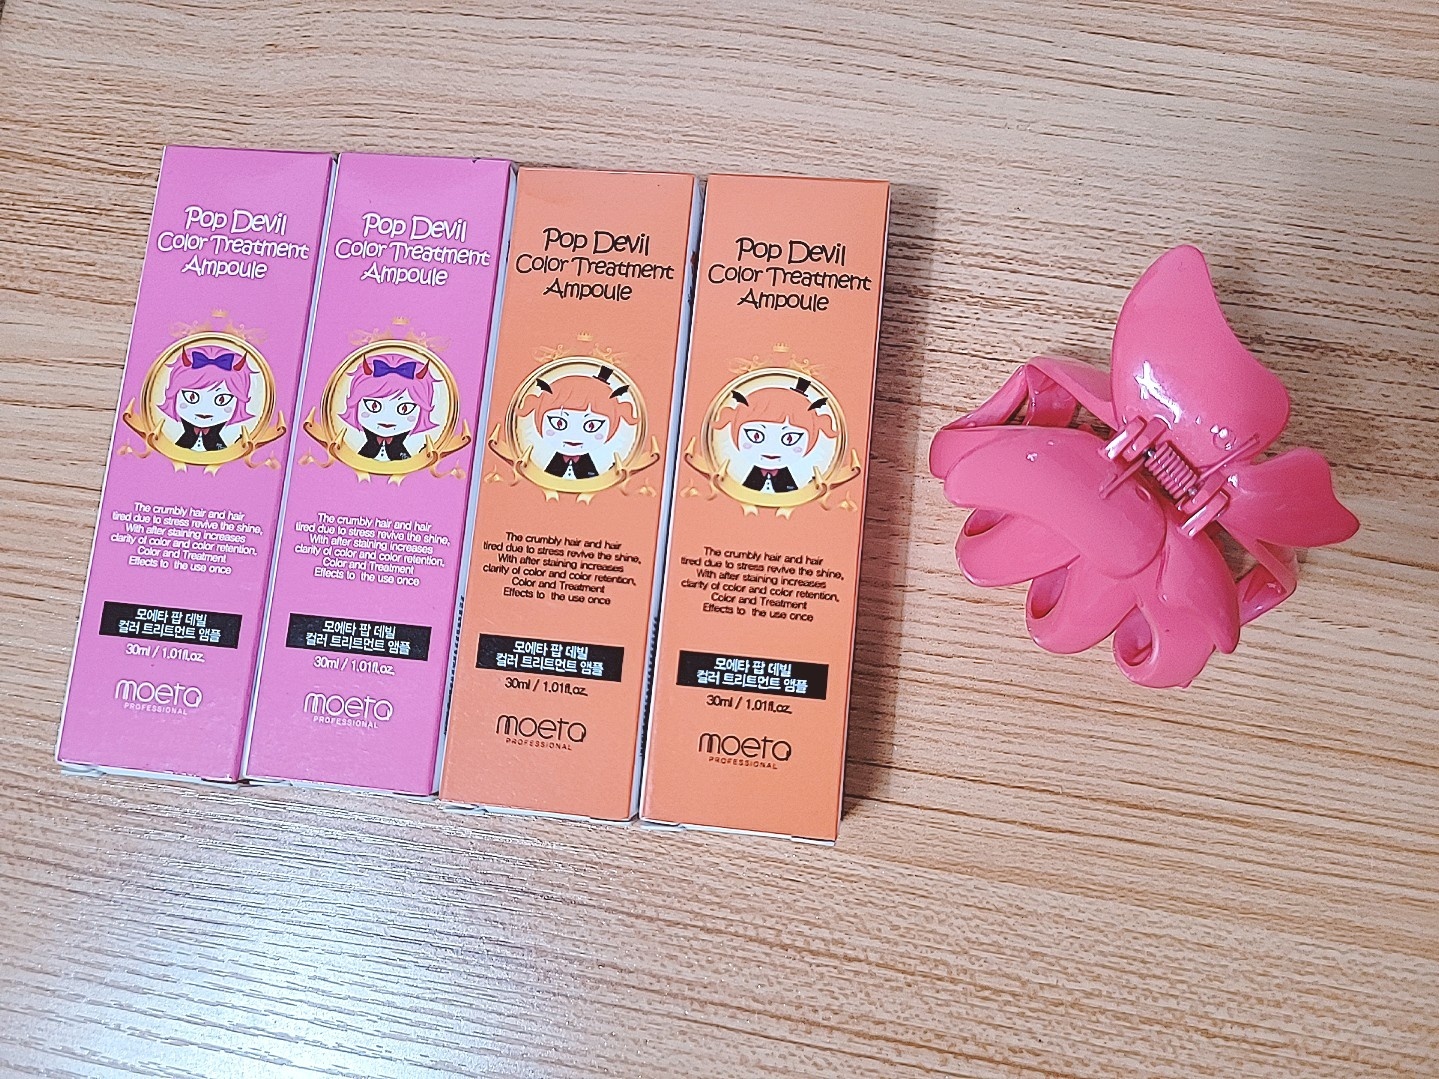 Pop Devil
Color Treatment
Ampoule
The crumbly hair and hair
tired due to stress revive the shine,
With after staining increases
clarity of color and color retention.
Color and Treatment
Effects to the use once
모에타 팝 데빌
컬러 트리트먼트 앰플
30ml / 1.01fl.oz.
moeta
PROFESSIONAL
Pop Devil
Color Treatment
Ampoule
The crumbly hair and hair
tired due to stress revive the shine,
With after staining increases
clarity of color and color retention.
Color and Treatment
Effects to the use once
모에타 팝 데빌
컬러 트리트먼트 앰플
30ml / 1.01fl.oz.
moeta
PROFESSIONAL
Pop Devil
Color Treatment
Ampoule
The crumbly hair and hair
tired due to stress revive the shine,
With after staining increases
clarity of color and color retention.
Color and Treatment
Effects to the use once
모에타 팝 데빌
컬러 트리트먼트 앰플
30ml / 1.01fl.oz.
moeta
PROFESSIONAL
Pop Devil
Color Treatment
Ampoule
The crumbly hair and hair
tired due to stress revive the shine,
With after staining increases
clarity of color and color retention.
Color and Treatment
Effects to the use once
모에타 팝 데빌
컬러 트리트먼트 앰플
30ml / 1.01fl.oz.
moeta
PROFESSIONAL